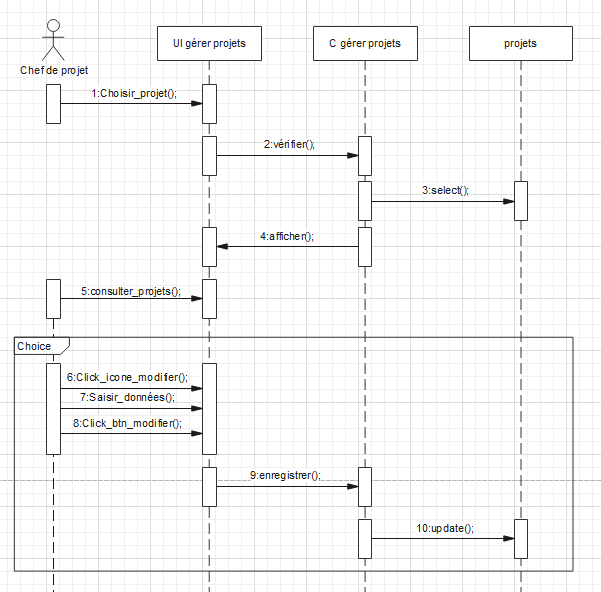 UI gérer projets
C gérer projets
projets
Chef de projet
1:Choisir_projet();
2:vérifier();
3:select();
4:afficher();
5:consulter_projets();
Choice
6:Click_icone_modifier();
7:Saisir_données();
8:Click_btn_modifier();
9:enregistrer();
10:update();